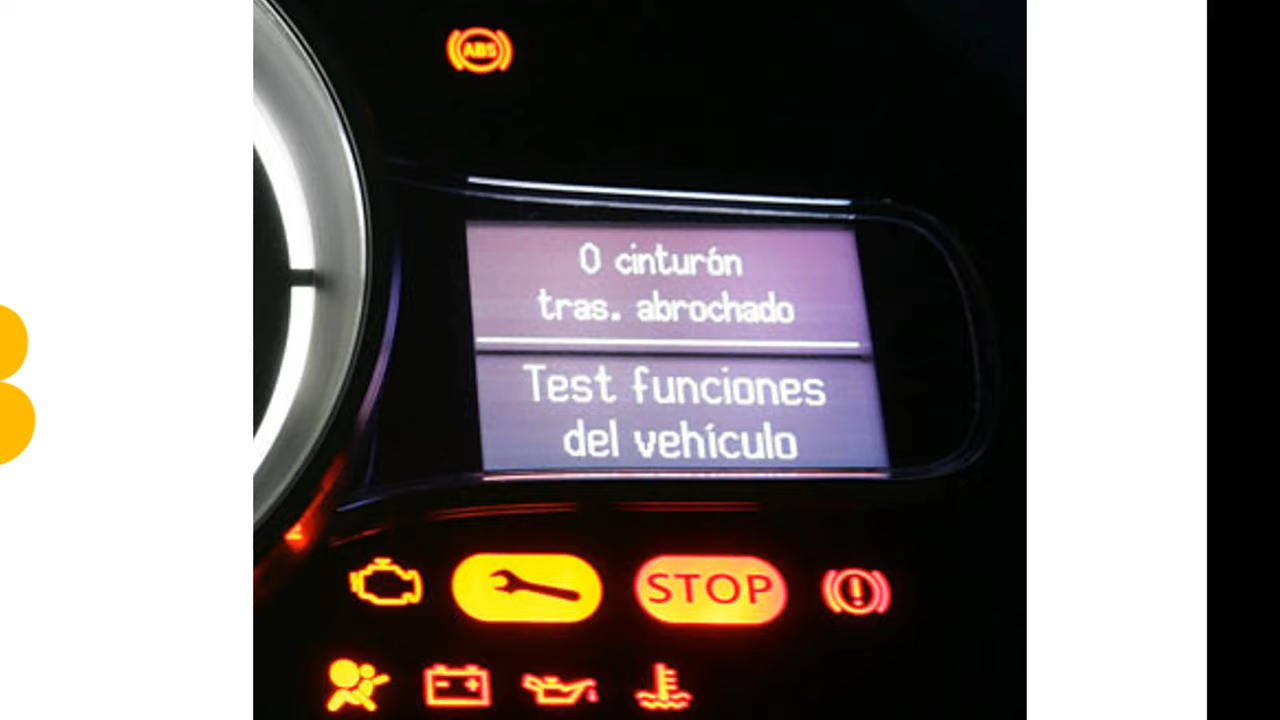 ABS
0 cinturón
tras. abrochado
Test funciones
del vehículo
STOP